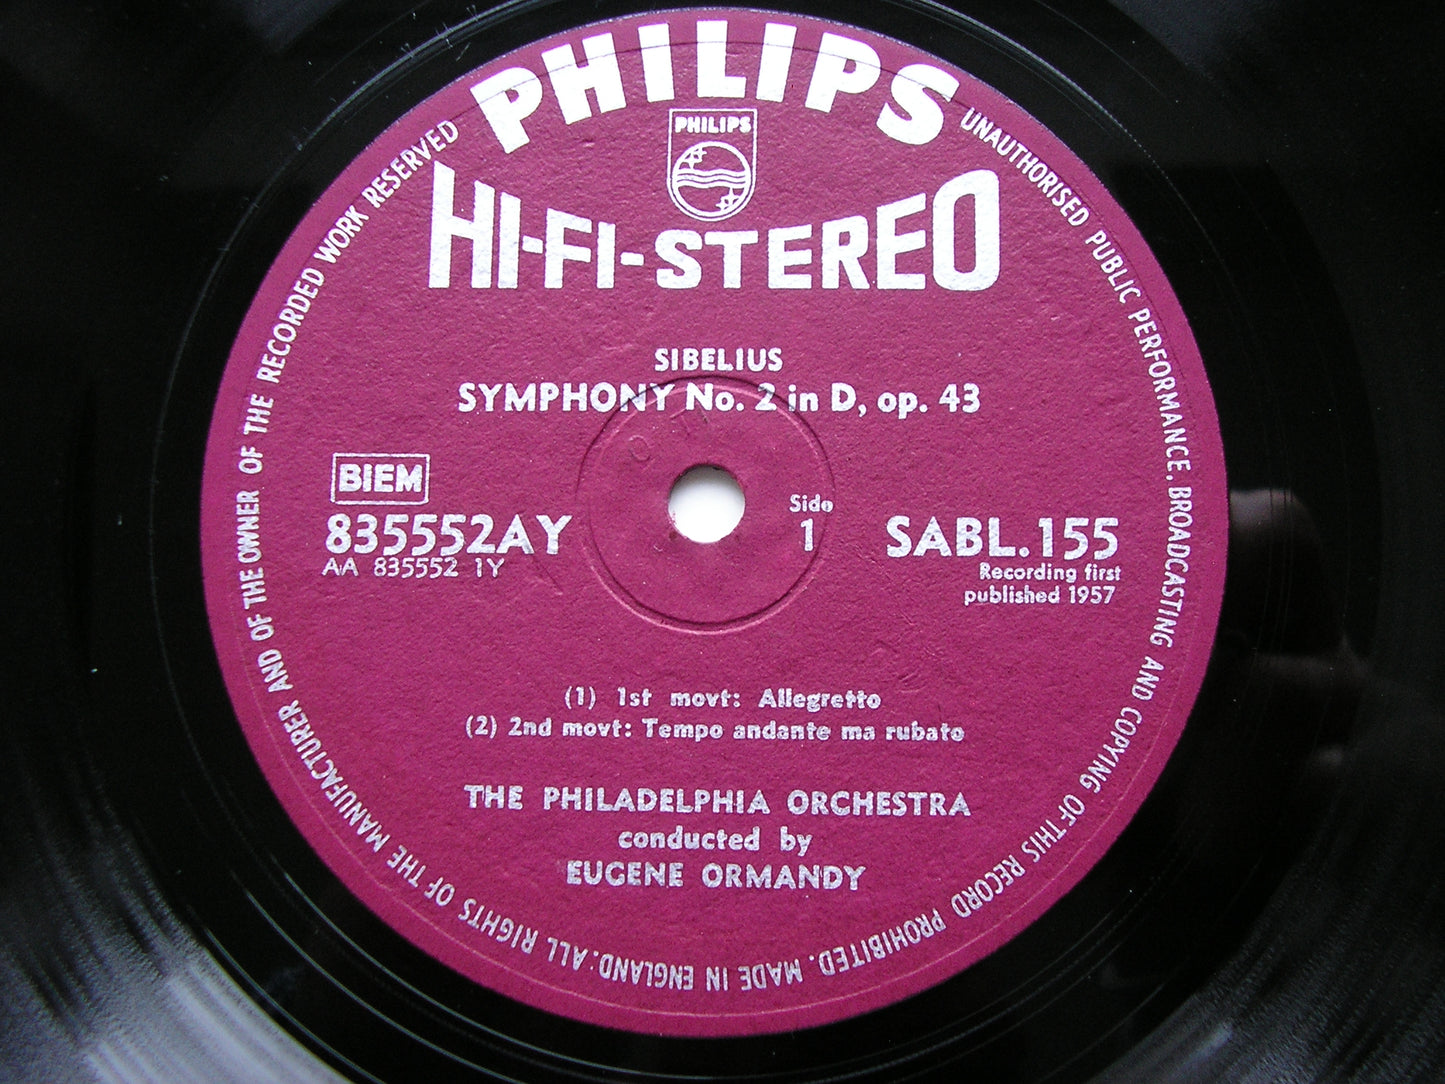 PHILIPS
PHILIPS
HI-FI-STEREO
SIBELIUS
SYMPHONY No. 2 in D, op. 43
BIEM
835552AY
AA 835552 1Y
Side
1
SABL.155
Recording first
published 1957
(1) 1st movt: Allegretto
(2) 2nd movt: Tempo andante ma rubato
THE PHILADELPHIA ORCHESTRA
conducted by
EUGENE ORMANDY
ALL RIGHTS OF THE MANUFACTURER AND OF THE OWNER OF THE RECORDED WORK RESERVED
UNAUTHORISED PUBLIC PERFORMANCE, BROADCASTING AND COPYING OF THIS RECORD PROHIBITED. MADE IN ENGLAND: